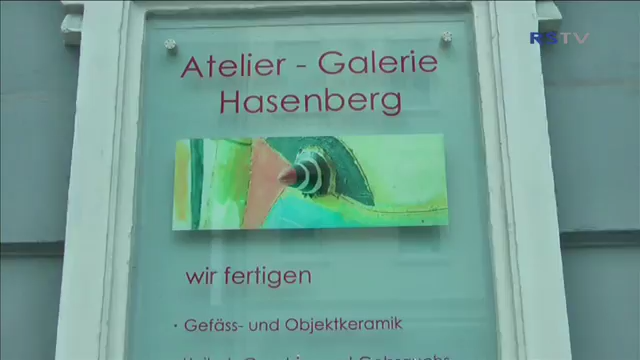 RSTV
Atelier - Galerie
Hasenberg
wir fertigen
· Gefäss- und Objektkeramik